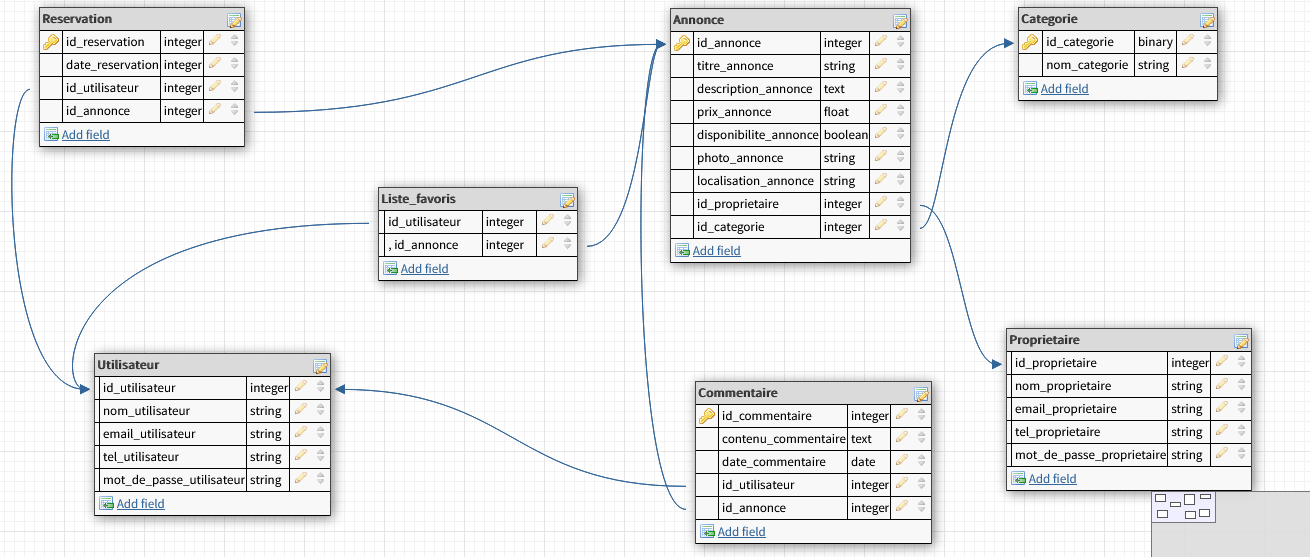 Reservation
id_reservation integer
date_reservation integer
id_utilisateur integer
id_annonce integer
Add field
Annonce
id_annonce integer
titre_annonce string
description_annonce text
prix_annonce float
disponibilite_annonce boolean
photo_annonce string
localisation_annonce string
id_proprietaire integer
id_categorie integer
Add field
Categorie
id_categorie binary
nom_categorie string
Add field
Liste_favoris
id_utilisateur integer
, id_annonce integer
Add field
Utilisateur
id_utilisateur integer
nom_utilisateur string
email_utilisateur string
tel_utilisateur string
mot_de_passe_utilisateur string
Add field
Commentaire
id_commentaire integer
contenu_commentaire text
date_commentaire date
id_utilisateur integer
id_annonce integer
Add field
Proprietaire
id_proprietaire integer
nom_proprietaire string
email_proprietaire string
tel_proprietaire string
mot_de_passe_proprietaire string
Add field